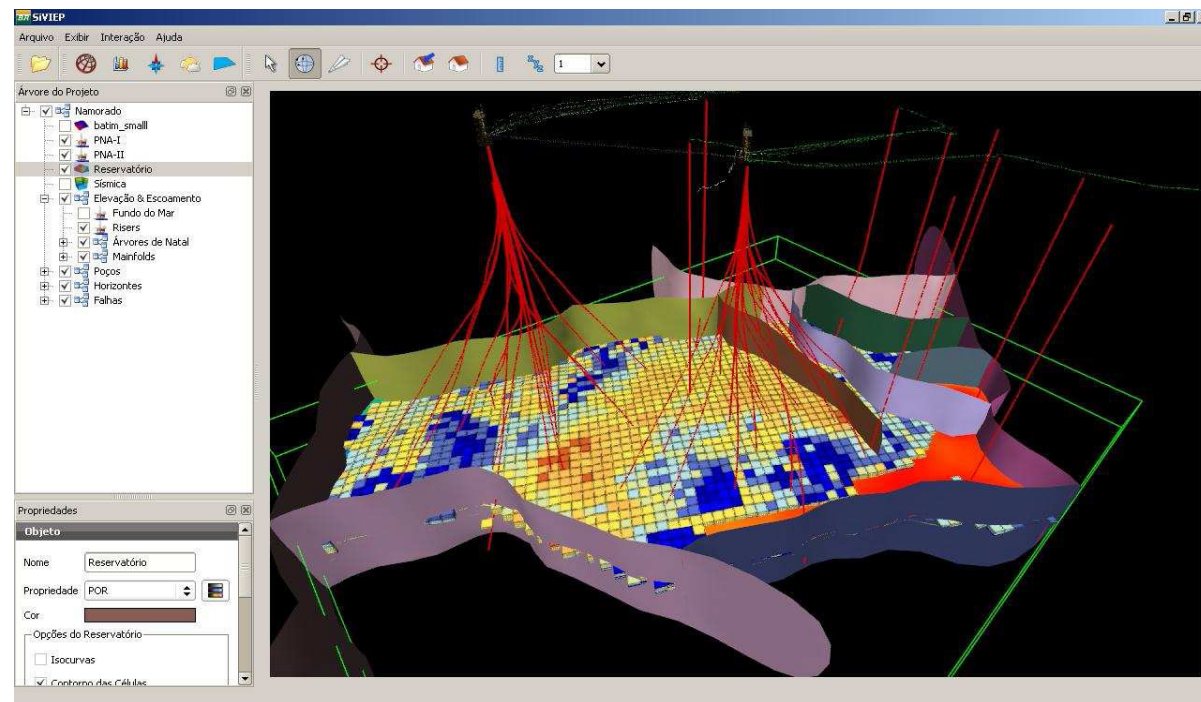 BR SiVIEP
Arquivo Exibir Interação Ajuda
1
Árvore do Projeto
Namorado
batim_smalll
PNA-I
PNA-II
Reservatório
Sísmica
Elevação & Escoamento
Fundo do Mar
Risers
Árvores de Natal
Mainfolds
Poços
Horizontes
Falhas
Propriedades
Objeto
Nome Reservatório
Propriedade POR
Cor
Opções do Reservatório
Isocurvas
Contorno das Células